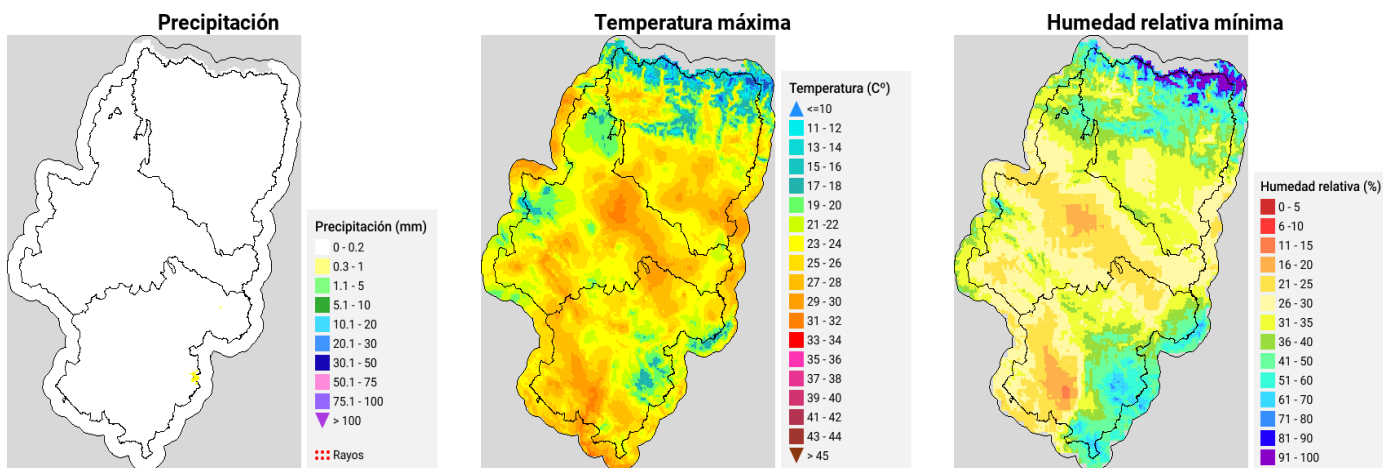 Precipitación
Precipitación (mm)
0 - 0.2
0.3 - 1
1.1 - 5
5.1 - 10
10.1 - 20
20.1 - 30
30.1 - 50
50.1 - 75
75.1 - 100
> 100
Rayos
Temperatura máxima
Temperatura (Cº)
<=10
11 - 12
13 - 14
15 - 16
17 - 18
19 - 20
21 -22
23 - 24
25 - 26
27 - 28
29 - 30
31 - 32
33 - 34
35 - 36
37 - 38
39 - 40
41 - 42
43 - 44
> 45
Humedad relativa mínima
Humedad relativa (%)
0 - 5
6 -10
11 - 15
16 - 20
21 - 25
26 - 30
31 - 35
36 - 40
41 - 50
51 - 60
61 - 70
71 - 80
81 - 90
91 - 100